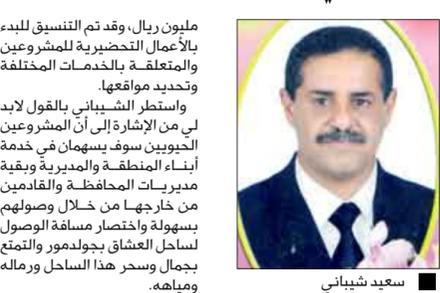 مليون ريال، وقد تم التنسيق للبدء
بالأعمال التحضيرية للمشروعين
والمتعلقة بالخدمات المختلفة
وتحديد مواقعها.
واستطر الشيباني بالقول لابد
لي من الإشارة إلى أن المشروعين
الحيويين سوف يسهمان في خدمة
أبناء المنطقة والمديرية وبقية
مديريات المحافظة والقادمين
من خارجها من خلال وصولهم
بسهولة واختصار مسافة الوصول
لساحل العشاق بجولدمور والتمتع
بجمال وسحر هذا الساحل ورماله
ومياهه.
سعيد شيباني